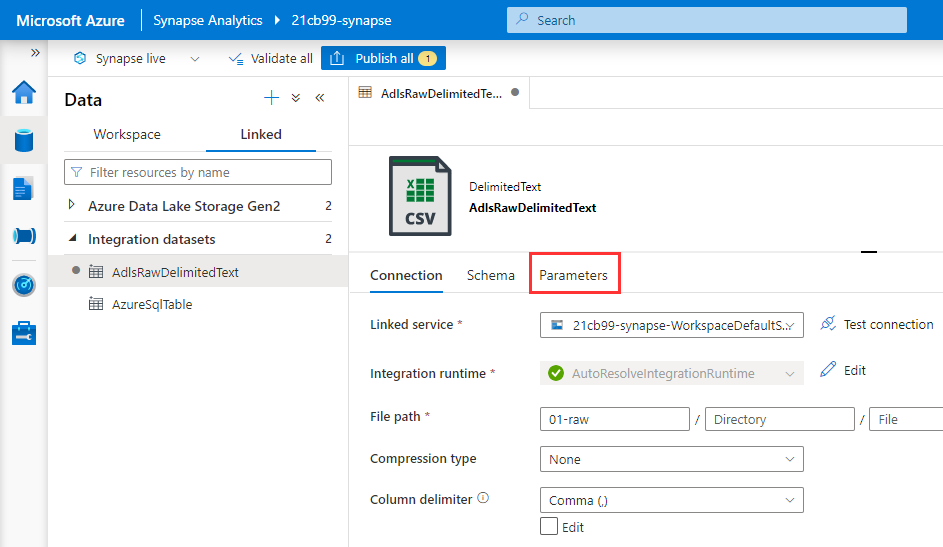 Microsoft Azure
Synapse Analytics
21cb99-synapse
Search
Synapse live
Validate all
Publish all
1
Data
AdlsRawDelimitedTe...
Workspace
Linked
Filter resources by name
Azure Data Lake Storage Gen2
2
Integration datasets
2
AdlsRawDelimitedText
AzureSqlTable
CSV
DelimitedText
AdlsRawDelimitedText
Connection
Schema
Parameters
Linked service *
21cb99-synapse-WorkspaceDefaultS...
Test connection
Integration runtime *
AutoResolveIntegrationRuntime
Edit
File path *
01-raw
/
Directory
/
File
Compression type
None
Column delimiter
Comma (,)
Edit